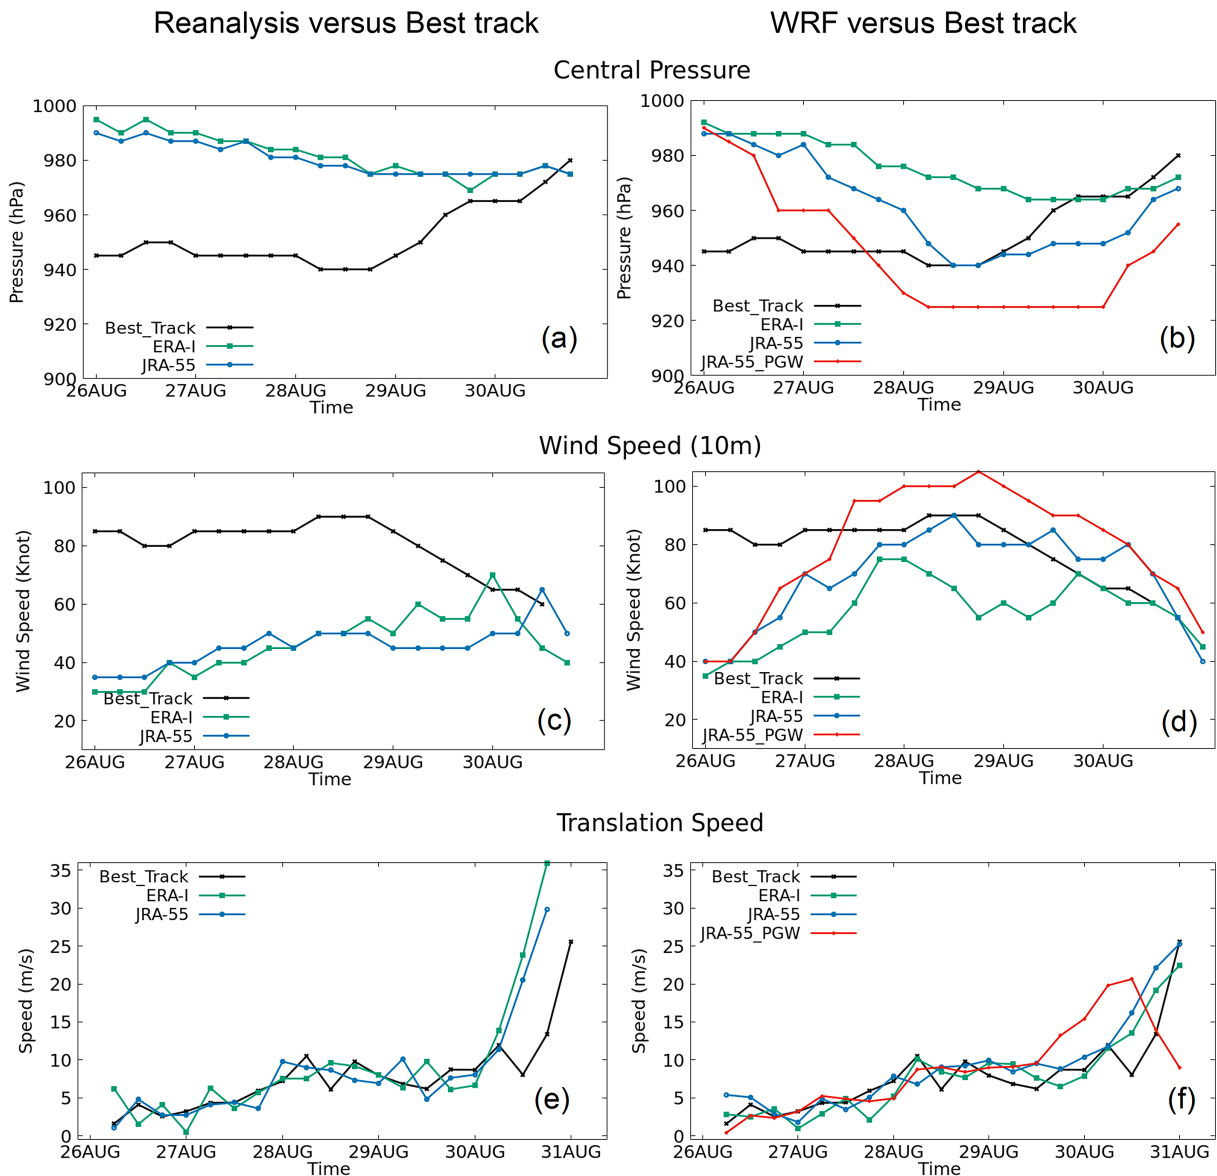 Reanalysis versus Best track
WRF versus Best track
Central Pressure
1000
980
960
940
920
900
Pressure (hPa)
Best_Track
ERA-I
JRA-55
(a)
26AUG 27AUG 28AUG 29AUG 30AUG
Time
1000
980
960
940
920
900
Pressure (hPa)
Best_Track
ERA-I
JRA-55
JRA-55_PGW
(b)
26AUG 27AUG 28AUG 29AUG 30AUG
Time
Wind Speed (10m)
100
80
60
40
20
Wind Speed (Knot)
Best_Track
ERA-I
JRA-55
(c)
26AUG 27AUG 28AUG 29AUG 30AUG
Time
100
80
60
40
20
Wind Speed (Knot)
Best_Track
ERA-I
JRA-55
JRA-55_PGW
(d)
26AUG 27AUG 28AUG 29AUG 30AUG
Time
Translation Speed
35
30
25
20
15
10
5
0
Speed (m/s)
Best_Track
ERA-I
JRA-55
(e)
26AUG 27AUG 28AUG 29AUG 30AUG 31AUG
Time
35
30
25
20
15
10
5
0
Speed (m/s)
Best_Track
ERA-I
JRA-55
JRA-55_PGW
(f)
26AUG 27AUG 28AUG 29AUG 30AUG 31AUG
Time